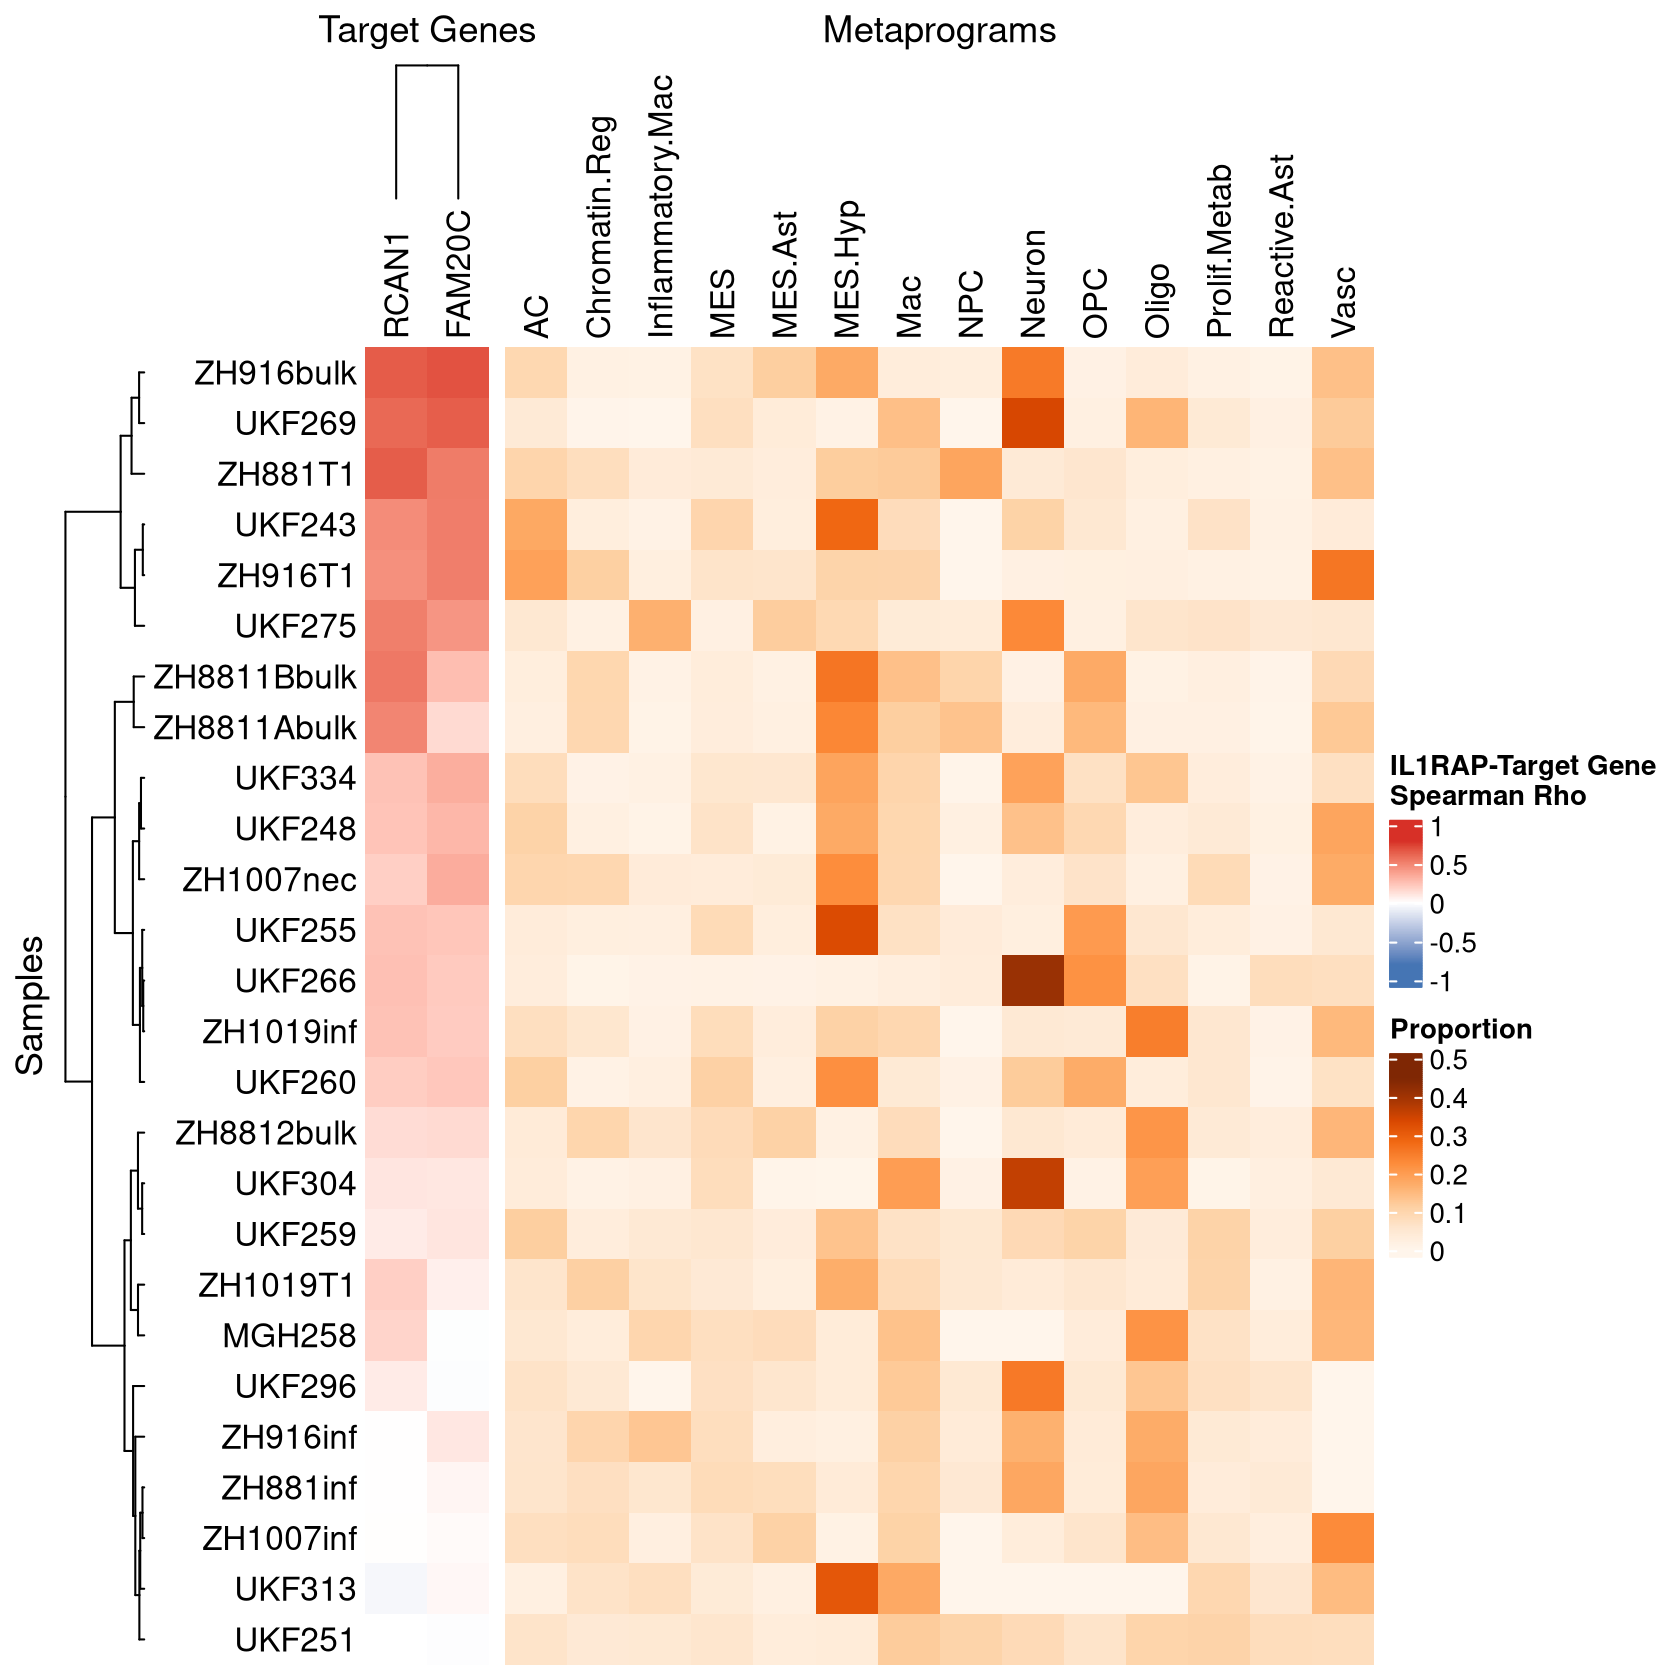 Target Genes
Metaprograms
RCAN1
FAM20C
AC
Chromatin.Reg
Inflammatory.Mac
MES
MES.Ast
MES.Hyp
Mac
NPC
Neuron
OPC
Oligo
Prolif.Metab
Reactive.Ast
Vasc
Samples
ZH916bulk
UKF269
ZH881T1
UKF243
ZH916T1
UKF275
ZH8811Bbulk
ZH8811Abulk
UKF334
UKF248
ZH1007nec
UKF255
UKF266
ZH1019inf
UKF260
ZH8812bulk
UKF304
UKF259
ZH1019T1
MGH258
UKF296
ZH916inf
ZH881inf
ZH1007inf
UKF313
UKF251
IL1RAP-Target Gene
Spearman Rho
1
0.5
0
-0.5
-1
Proportion
0.5
0.4
0.3
0.2
0.1
0